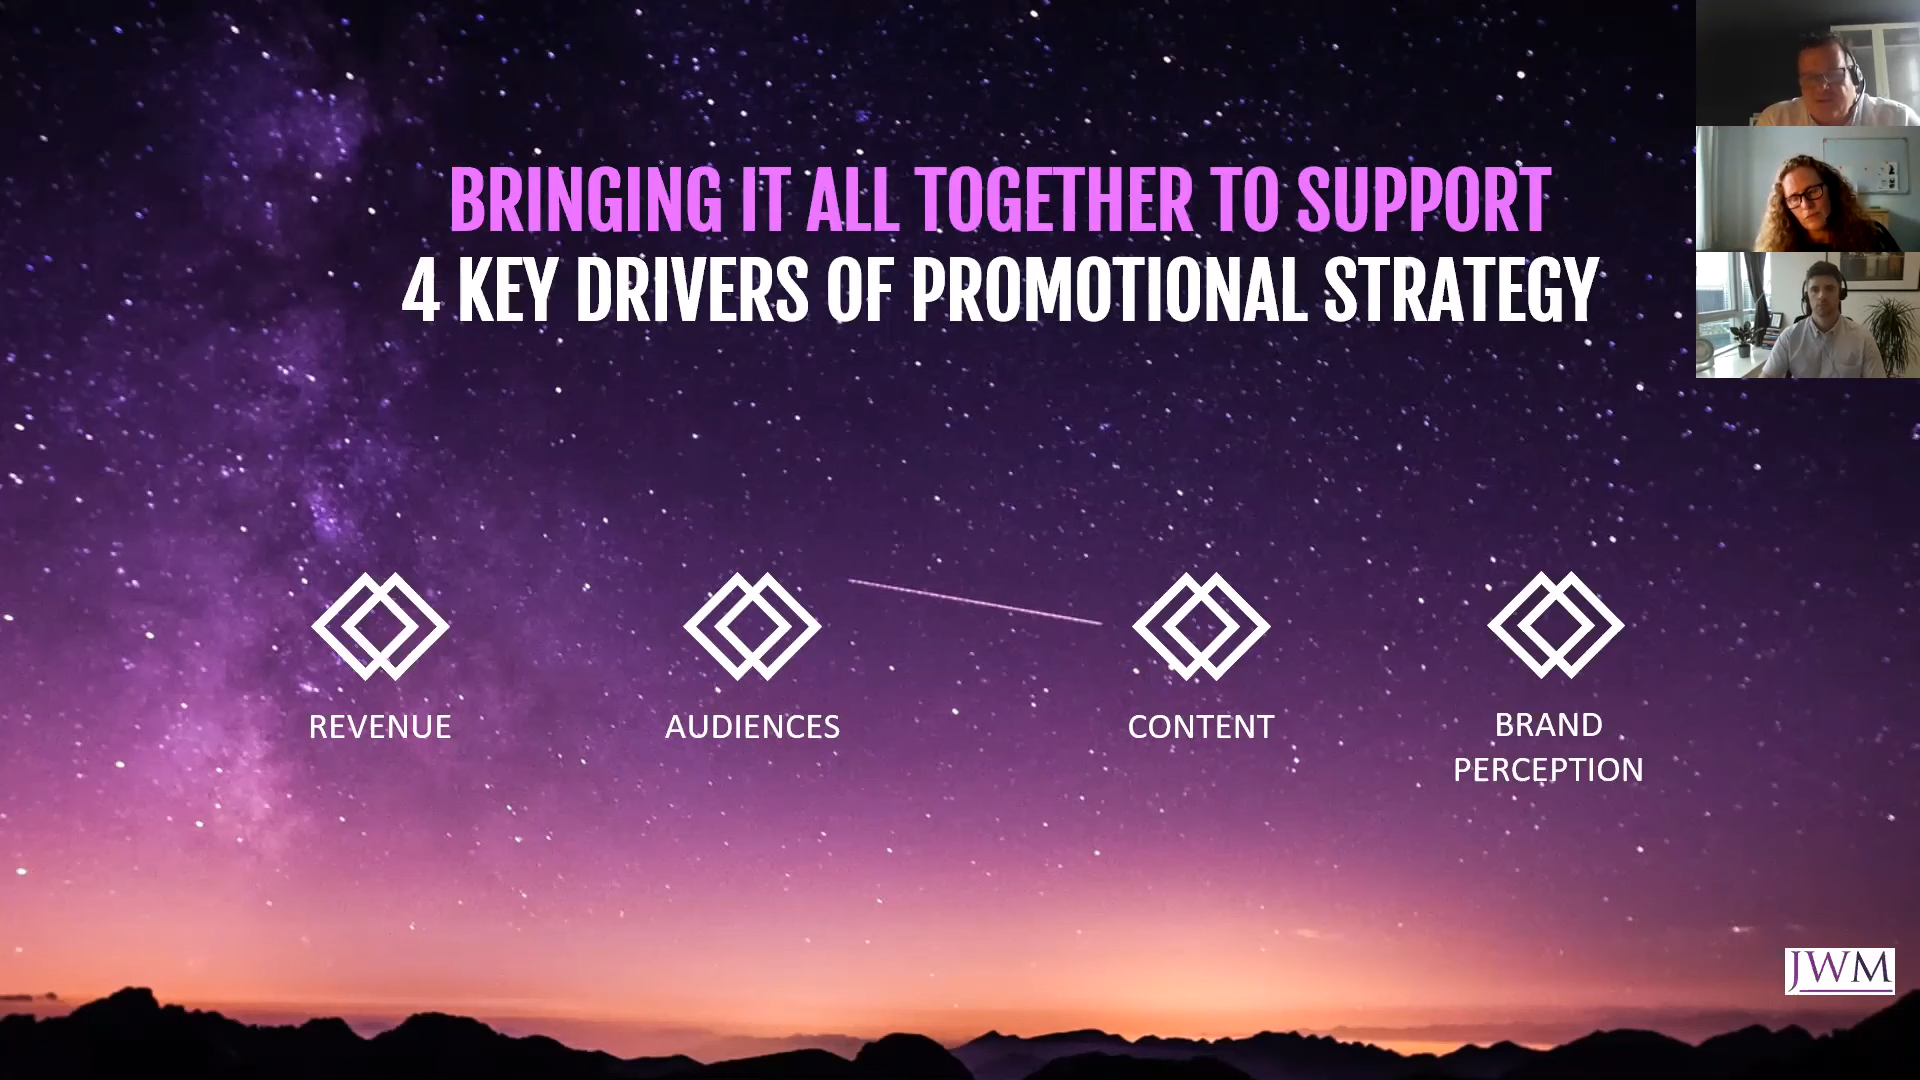 BRINGING IT ALL TOGETHER TO SUPPORT
4 KEY DRIVERS OF PROMOTIONAL STRATEGY
REVENUE
AUDIENCES
CONTENT
BRAND
PERCEPTION
JWM